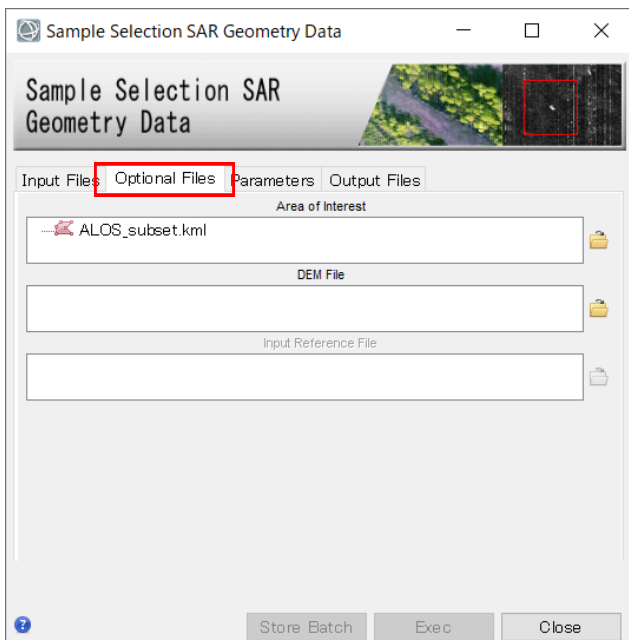 Sample Selection SAR Geometry Data
Sample Selection SAR
Geometry Data
Input Files Optional Files Parameters Output Files
Area of Interest
ALOS_subset.kml
DEM File
Input Reference File
Store Batch Exec Close